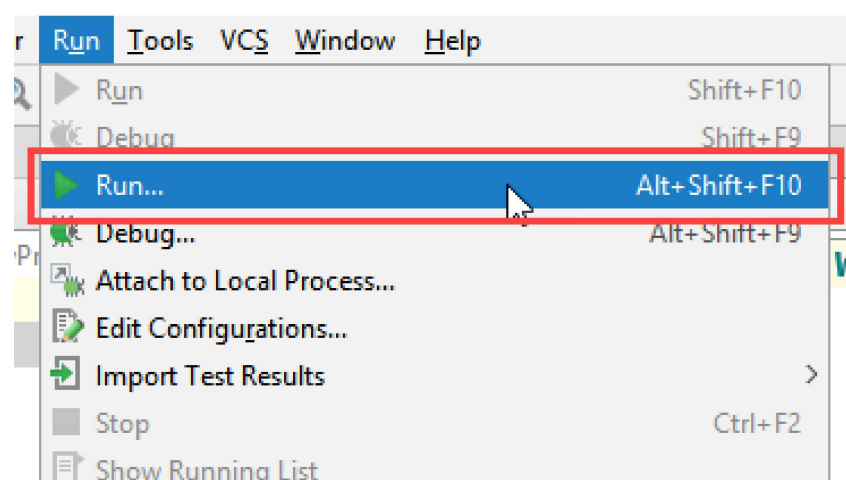 r Run Tools VCS Window Help
Run Shift+F10
Debug Shift+F9
Run... Alt+Shift+F10
Debug... Alt+Shift+F9
Pr
Attach to Local Process...
Edit Configurations...
Import Test Results
Stop Ctrl+F2
Show Running List